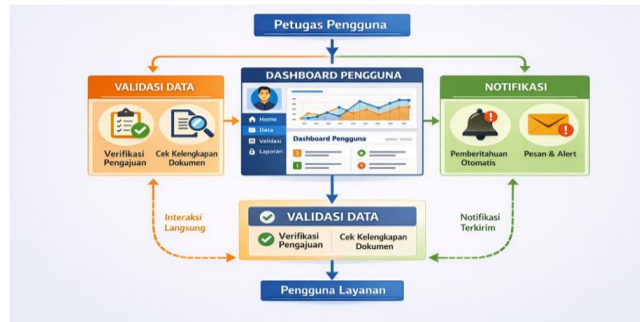 Petugas Pengguna
VALIDASI DATA
Verifikasi
Pengajuan
Cek Kelengkapan
Dokumen
DASHBOARD PENGGUNA
Home
Data
Validasi
Laporan
Dashboard Pengguna
NOTIFIKASI
Pemberitahuan
Otomatis
Pesan & Alert
Interaksi
Langsung
VALIDASI DATA
Verifikasi
Pengajuan
Cek Kelengkapan
Dokumen
Notifikasi
Terkirim
Pengguna Layanan